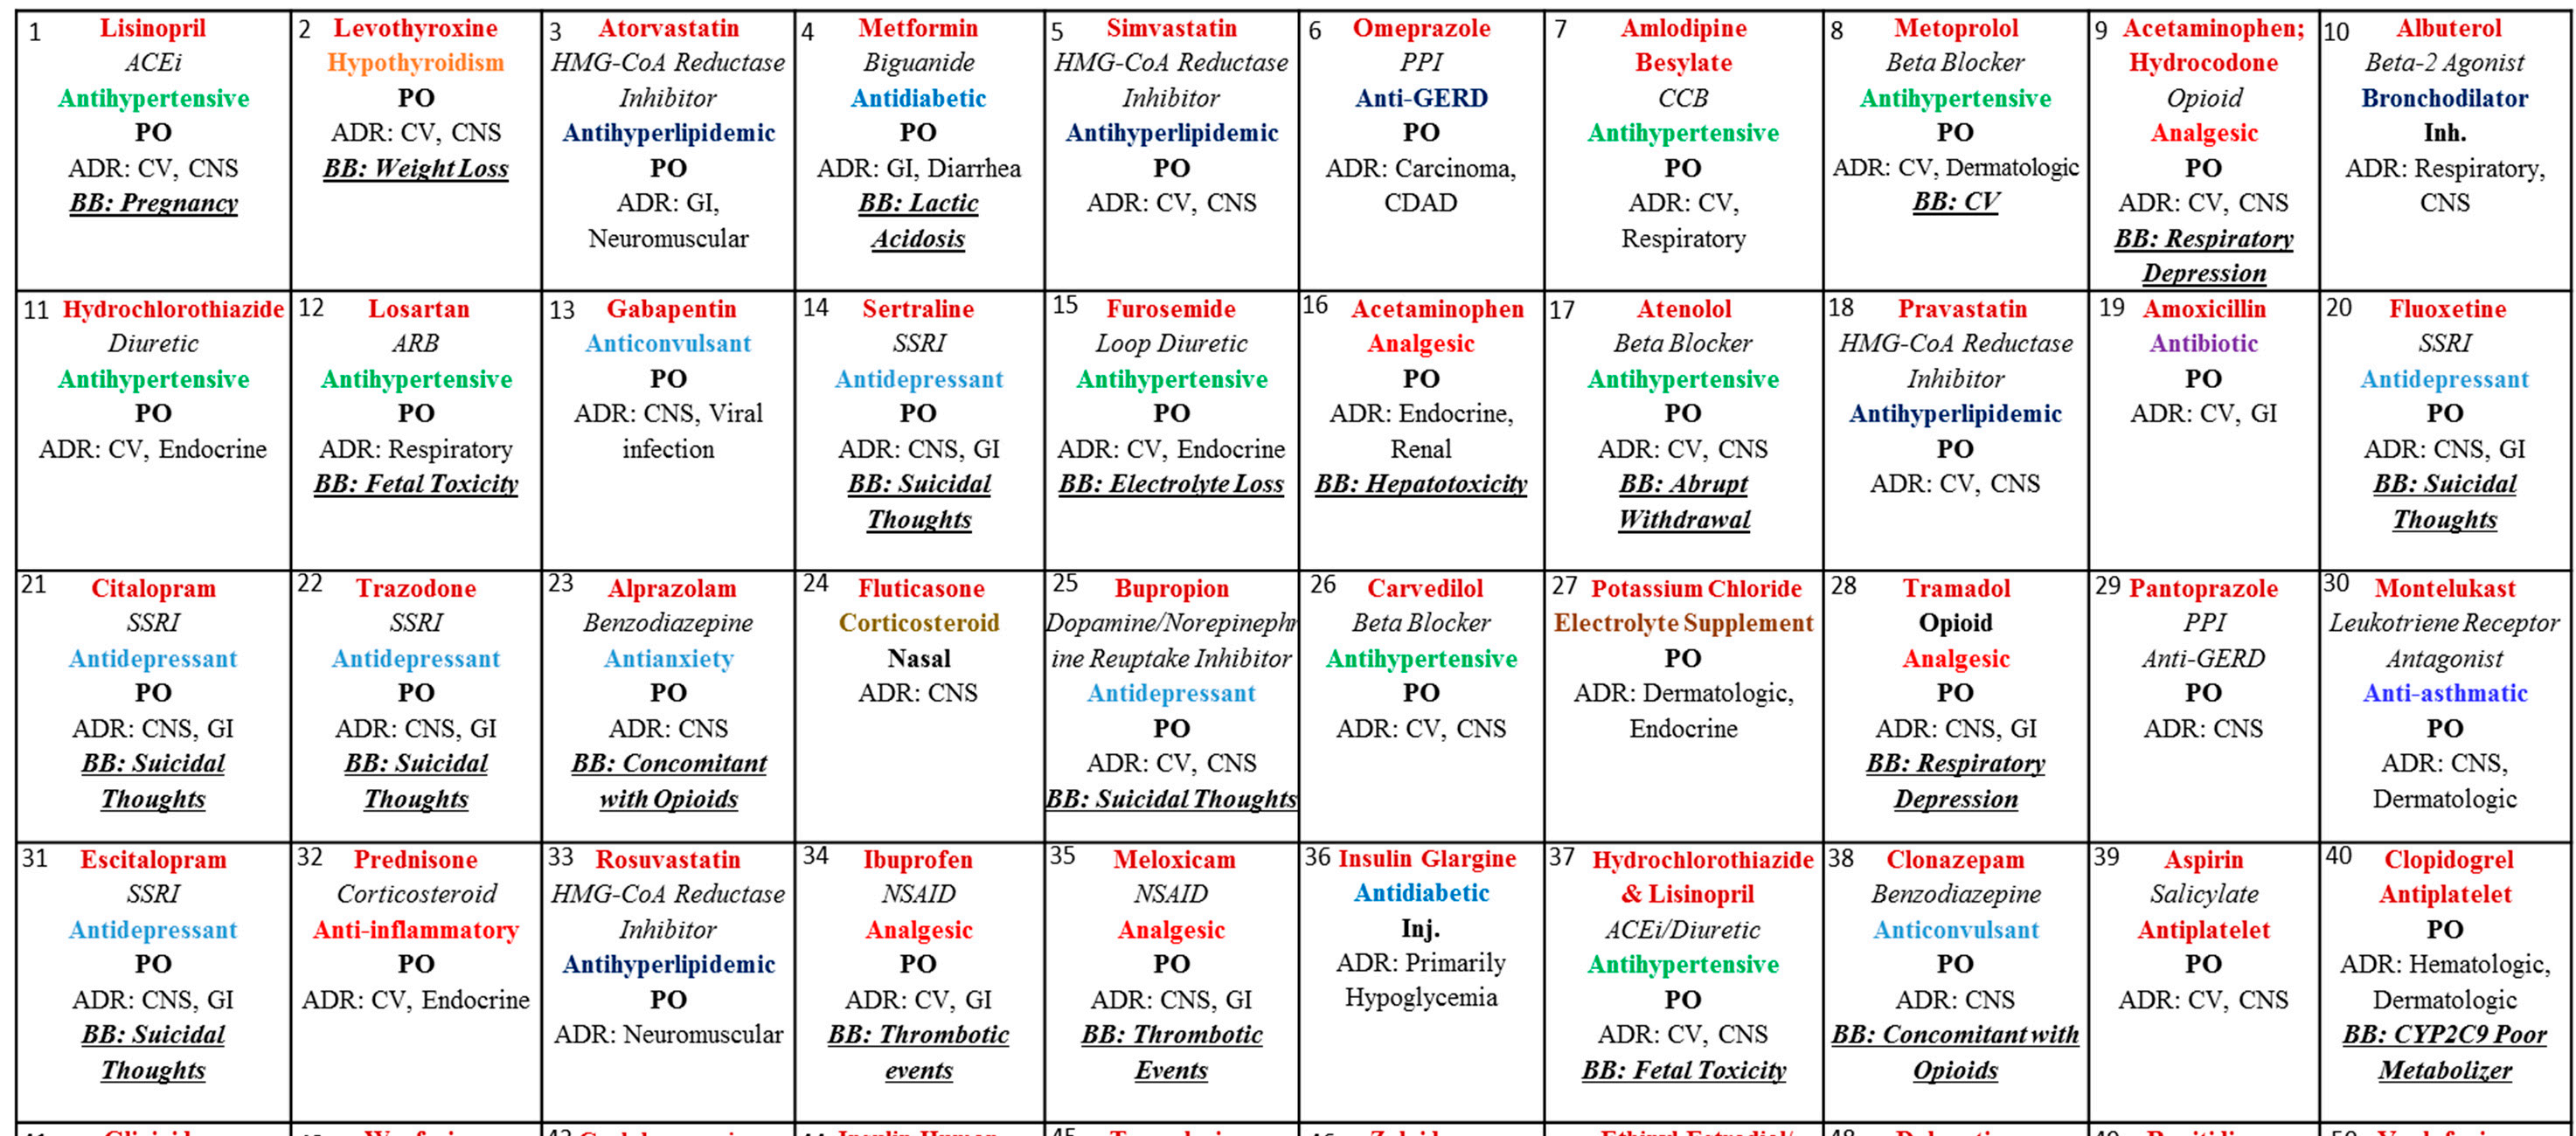 1 Lisinopril
ACEi
Antihypertensive
PO
ADR: CV, CNS
BB: Pregnancy
2 Levothyroxine
Hypothyroidism
PO
ADR: CV, CNS
BB: Weight Loss
3 Atorvastatin
HMG-CoA Reductase
Inhibitor
Antihyperlipidemic
PO
ADR: GI,
Neuromuscular
4 Metformin
Biguanide
Antidiabetic
PO
ADR: GI, Diarrhea
BB: Lactic
Acidosis
5 Simvastatin
HMG-CoA Reductase
Inhibitor
Antihyperlipidemic
PO
ADR: CV, CNS
6 Omeprazole
PPI
Anti-GERD
PO
ADR: Carcinoma,
CDAD
7 Amlodipine
Besylate
CCB
Antihypertensive
PO
ADR: CV,
Respiratory
8 Metoprolol
Beta Blocker
Antihypertensive
PO
ADR: CV, Dermatologic
BB: CV
9 Acetaminophen;
Hydrocodone
Opioid
Analgesic
PO
ADR: CV, CNS
BB: Respiratory
Depression
10 Albuterol
Beta-2 Agonist
Bronchodilator
Inh.
ADR: Respiratory,
CNS
11 Hydrochlorothiazide
Diuretic
Antihypertensive
PO
ADR: CV, Endocrine
12 Losartan
ARB
Antihypertensive
PO
ADR: Respiratory
BB: Fetal Toxicity
13 Gabapentin
Anticonvulsant
PO
ADR: CNS, Viral
infection
14 Sertraline
SSRI
Antidepressant
PO
ADR: CNS, GI
BB: Suicidal
Thoughts
15 Furosemide
Loop Diuretic
Antihypertensive
PO
ADR: CV, Endocrine
BB: Electrolyte Loss
16 Acetaminophen
Analgesic
PO
ADR: Endocrine,
Renal
BB: Hepatotoxicity
17 Atenolol
Beta Blocker
Antihypertensive
PO
ADR: CV, CNS
BB: Abrupt
Withdrawal
18 Pravastatin
HMG-CoA Reductase
Inhibitor
Antihyperlipidemic
PO
ADR: CV, CNS
19 Amoxicillin
Antibiotic
PO
ADR: CV, GI
20 Fluoxetine
SSRI
Antidepressant
PO
ADR: CNS, GI
BB: Suicidal
Thoughts
21 Citalopram
SSRI
Antidepressant
PO
ADR: CNS, GI
BB: Suicidal
Thoughts
22 Trazodone
SSRI
Antidepressant
PO
ADR: CNS, GI
BB: Suicidal
Thoughts
23 Alprazolam
Benzodiazepine
Antianxiety
PO
ADR: CNS
BB: Concomitant
with Opioids
24 Fluticasone
Corticosteroid
Nasal
ADR: CNS
25 Bupropion
Dopamine/Norepinephr
ine Reuptake Inhibitor
Antidepressant
PO
ADR: CV, CNS
BB: Suicidal Thoughts
26 Carvedilol
Beta Blocker
Antihypertensive
PO
ADR: CV, CNS
27 Potassium Chloride
Electrolyte Supplement
PO
ADR: Dermatologic,
Endocrine
28 Tramadol
Opioid
Analgesic
PO
ADR: CNS, GI
BB: Respiratory
Depression
29 Pantoprazole
PPI
Anti-GERD
PO
ADR: CNS
30 Montelukast
Leukotriene Receptor
Antagonist
Anti-asthmatic
PO
ADR: CNS,
Dermatologic
31 Escitalopram
SSRI
Antidepressant
PO
ADR: CNS, GI
BB: Suicidal
Thoughts
32 Prednisone
Corticosteroid
Anti-inflammatory
PO
ADR: CV, Endocrine
33 Rosuvastatin
HMG-CoA Reductase
Inhibitor
Antihyperlipidemic
PO
ADR: Neuromuscular
34 Ibuprofen
NSAID
Analgesic
PO
ADR: CV, GI
BB: Thrombotic
events
35 Meloxicam
NSAID
Analgesic
PO
ADR: CNS, GI
BB: Thrombotic
Events
36 Insulin Glargine
Antidiabetic
Inj.
ADR: Primarily
Hypoglycemia
37 Hydrochlorothiazide
& Lisinopril
ACEi/Diuretic
Antihypertensive
PO
ADR: CV, CNS
BB: Fetal Toxicity
38 Clonazepam
Benzodiazepine
Anticonvulsant
PO
ADR: CNS
BB: Concomitant with
Opioids
39 Aspirin
Salicylate
Antiplatelet
PO
ADR: CV, CNS
40 Clopidogrel
Antiplatelet
PO
ADR: Hematologic,
Dermatologic
BB: CYP2C9 Poor
Metabolizer